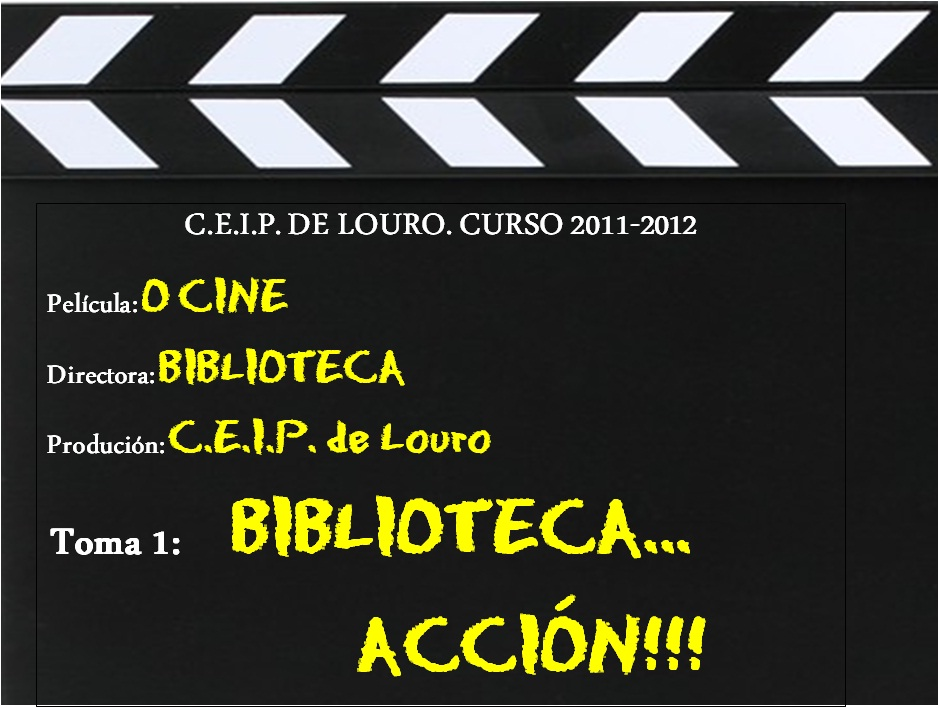 C.E.I.P. DE LOURO. CURSO 2011-2012
Película: O CINE
Directora: BIBLIOTECA
Produción: C.E.I.P. de Louro
Toma 1: BIBLIOTECA...
ACCIÓN!!!